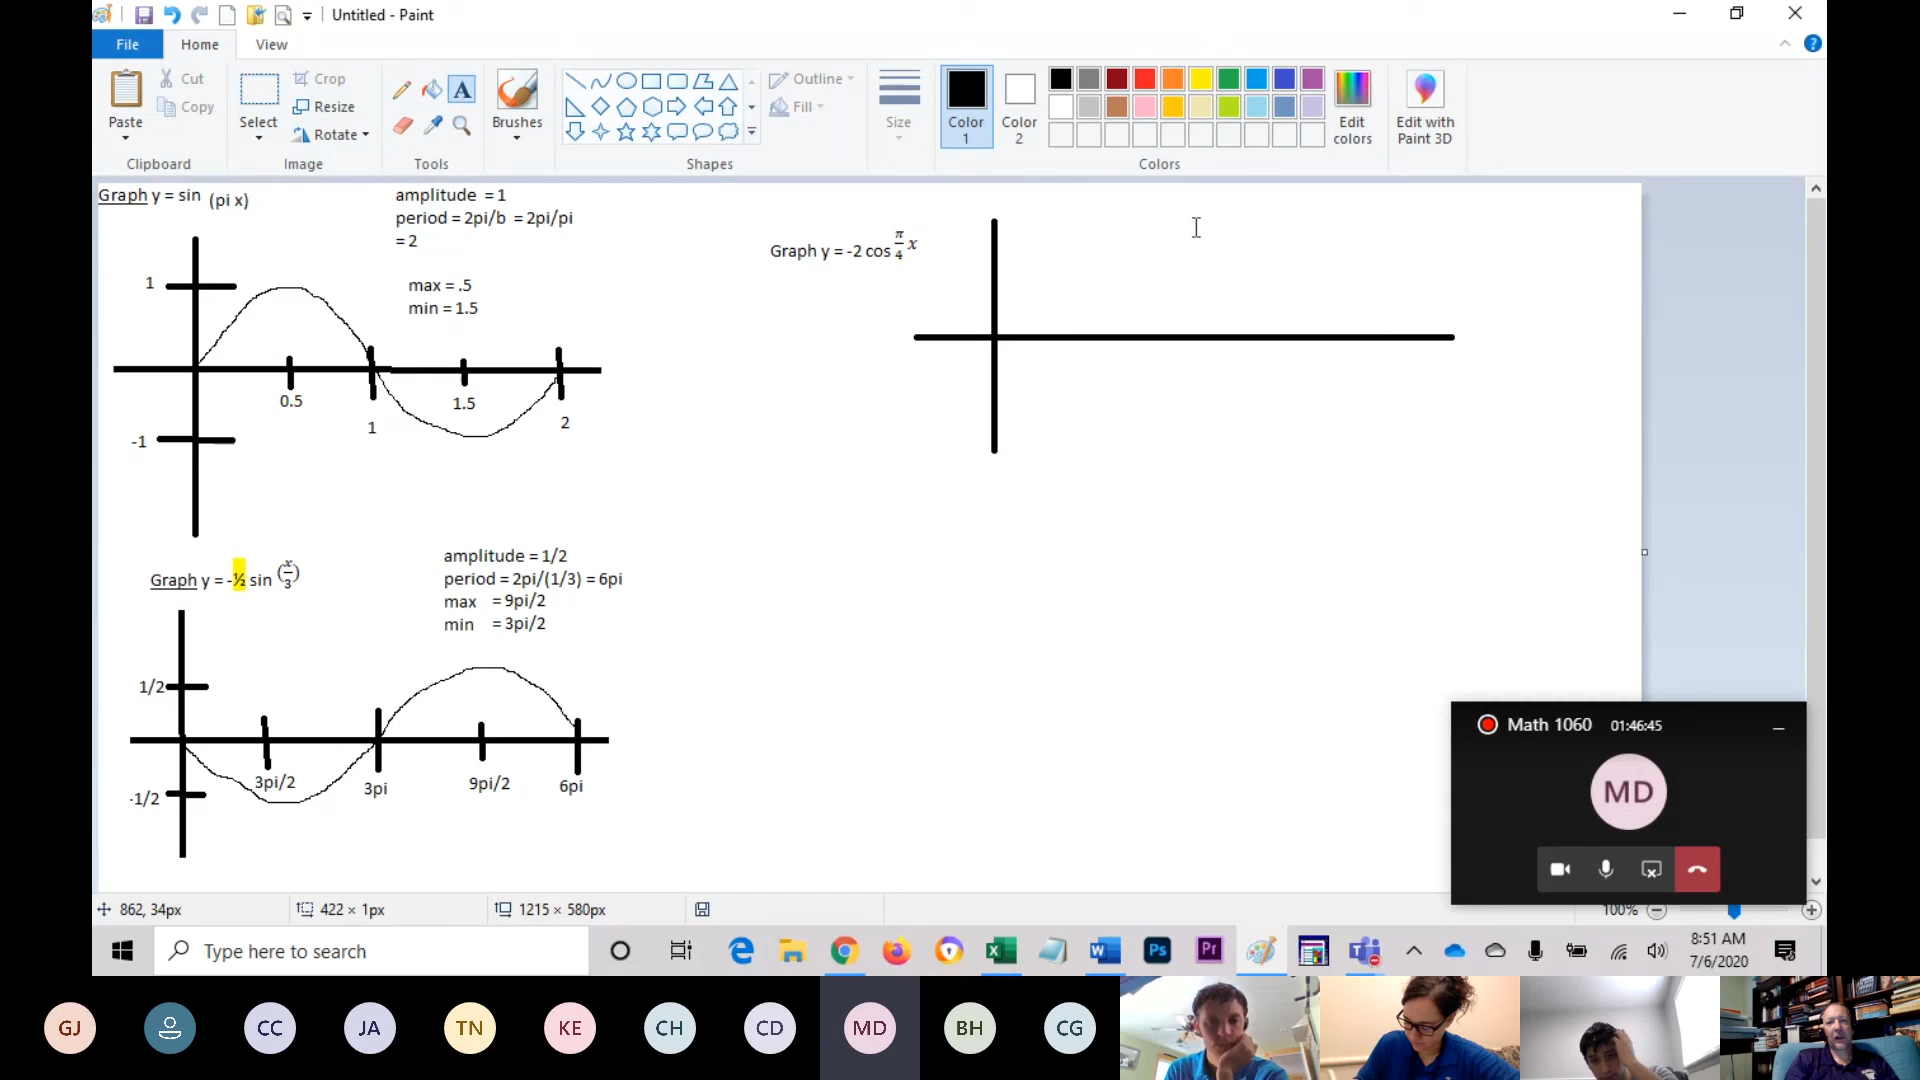 Untitled - Paint
File Home View
Paste
Cut
Copy
Clipboard
Select
Crop
Resize
Rotate
Image
A
Tools
Brushes
Shapes
Outline
Fill
Size
Color 1
Color 2
Colors
Edit colors
Edit with Paint 3D
Graph y = sin (pi x)
amplitude = 1
period = 2pi/b = 2pi/pi
= 2
max = .5
min = 1.5
1
-1
0.5
1
1.5
2
Graph y = -2 cos π/4 x
Graph y = -½ sin (x/3)
amplitude = 1/2
period = 2pi/(1/3) = 6pi
max = 9pi/2
min = 3pi/2
1/2
-1/2
3pi/2
3pi
9pi/2
6pi
Math 1060 01:46:45
MD
862, 34px
422 × 1px
1215 × 580px
100%
Type here to search
Ps
Pr
8:51 AM
7/6/2020
GJ CC JA TN KE CH CD MD BH CG